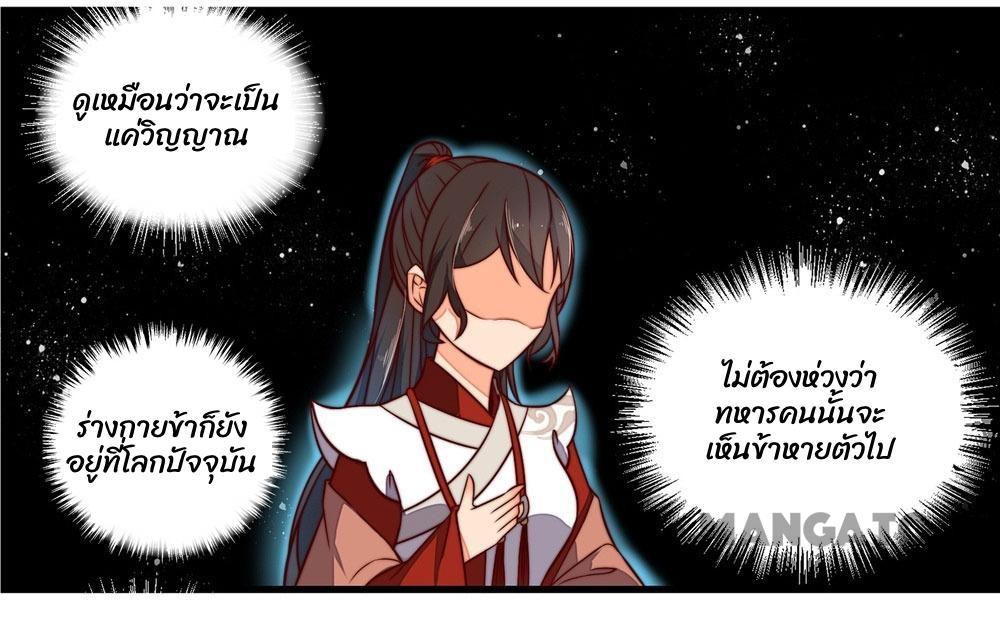 ดูเหมือนว่าจะเป็น
แค่วิญญาณ
ร่างกายข้าก็ยัง
อยู่ที่โลกปัจจุบัน
ไม่ต้องห่วงว่า
ทหารคนนั้นจะ
เห็นข้าหายตัวไป
MANGA.T